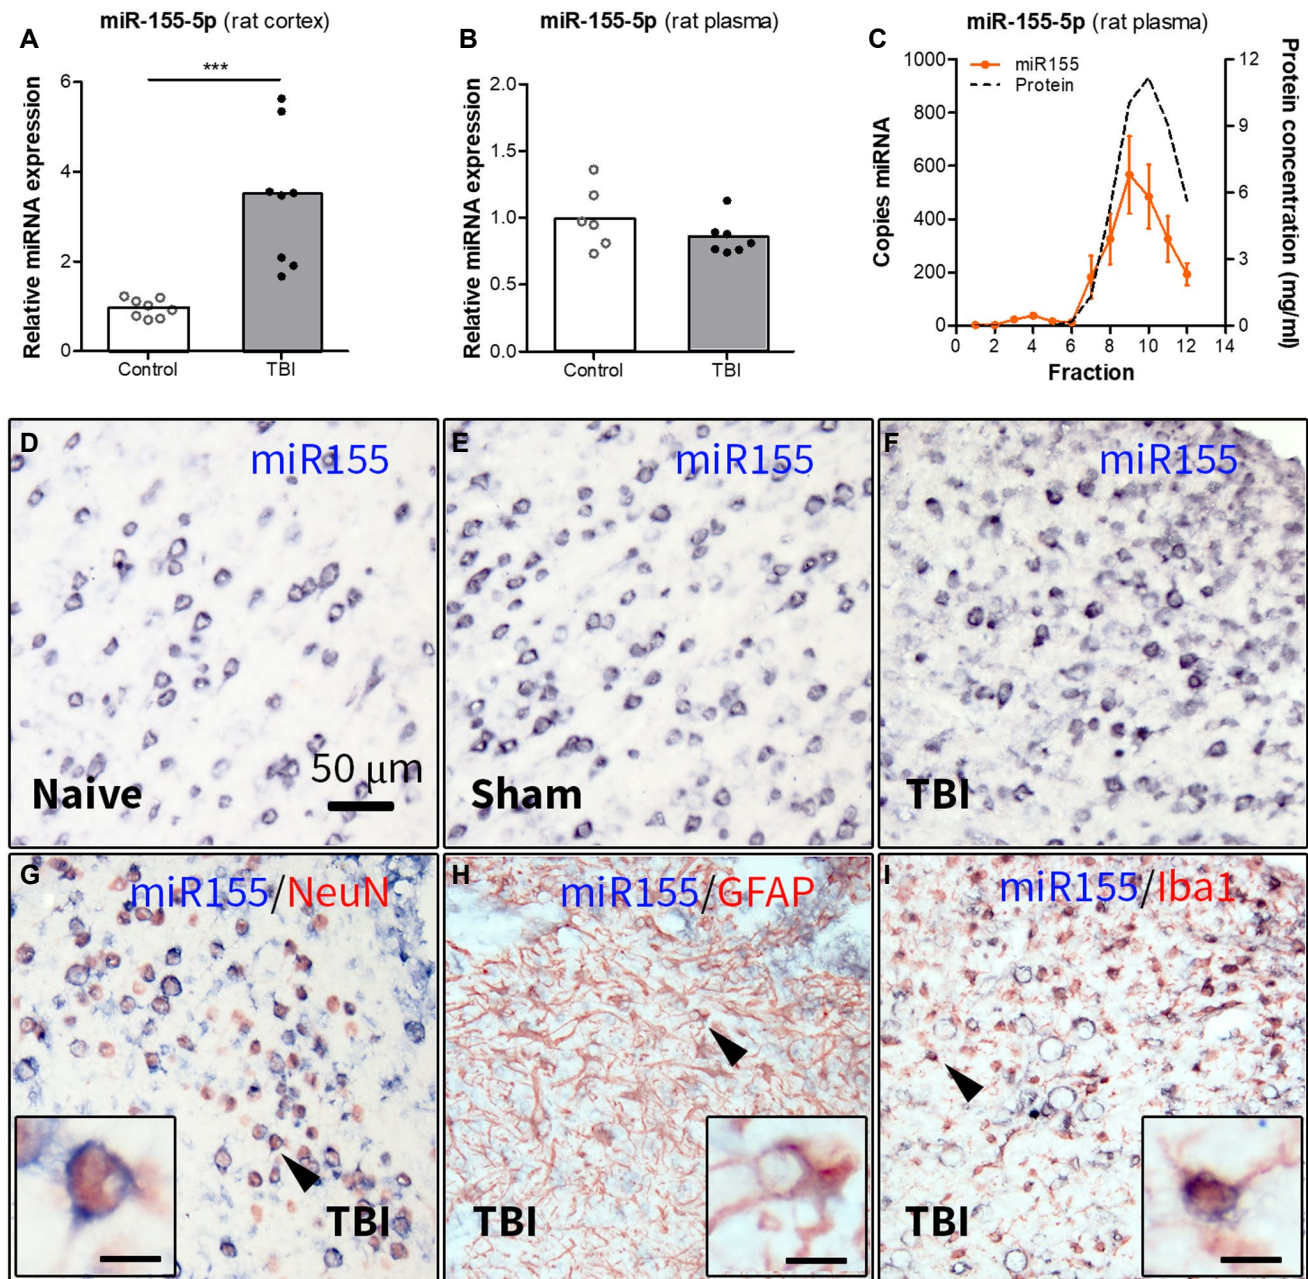 A
miR-155-5p (rat cortex)
***
Relative miRNA expression
6
4
2
0
Control
TBI
B
miR-155-5p (rat plasma)
Relative miRNA expression
2.0
1.5
1.0
0.5
0.0
Control
TBI
C
miR-155-5p (rat plasma)
miR155
Protein
Copies miRNA
1000
800
600
400
200
0
Protein concentration (mg/ml)
12
9
6
3
0
0 2 4 6 8 10 12 14
Fraction
D
miR155
50 μm
Naive
E
miR155
Sham
F
miR155
TBI
G
miR155/NeuN
TBI
H
miR155/GFAP
TBI
I
miR155/Iba1
TBI